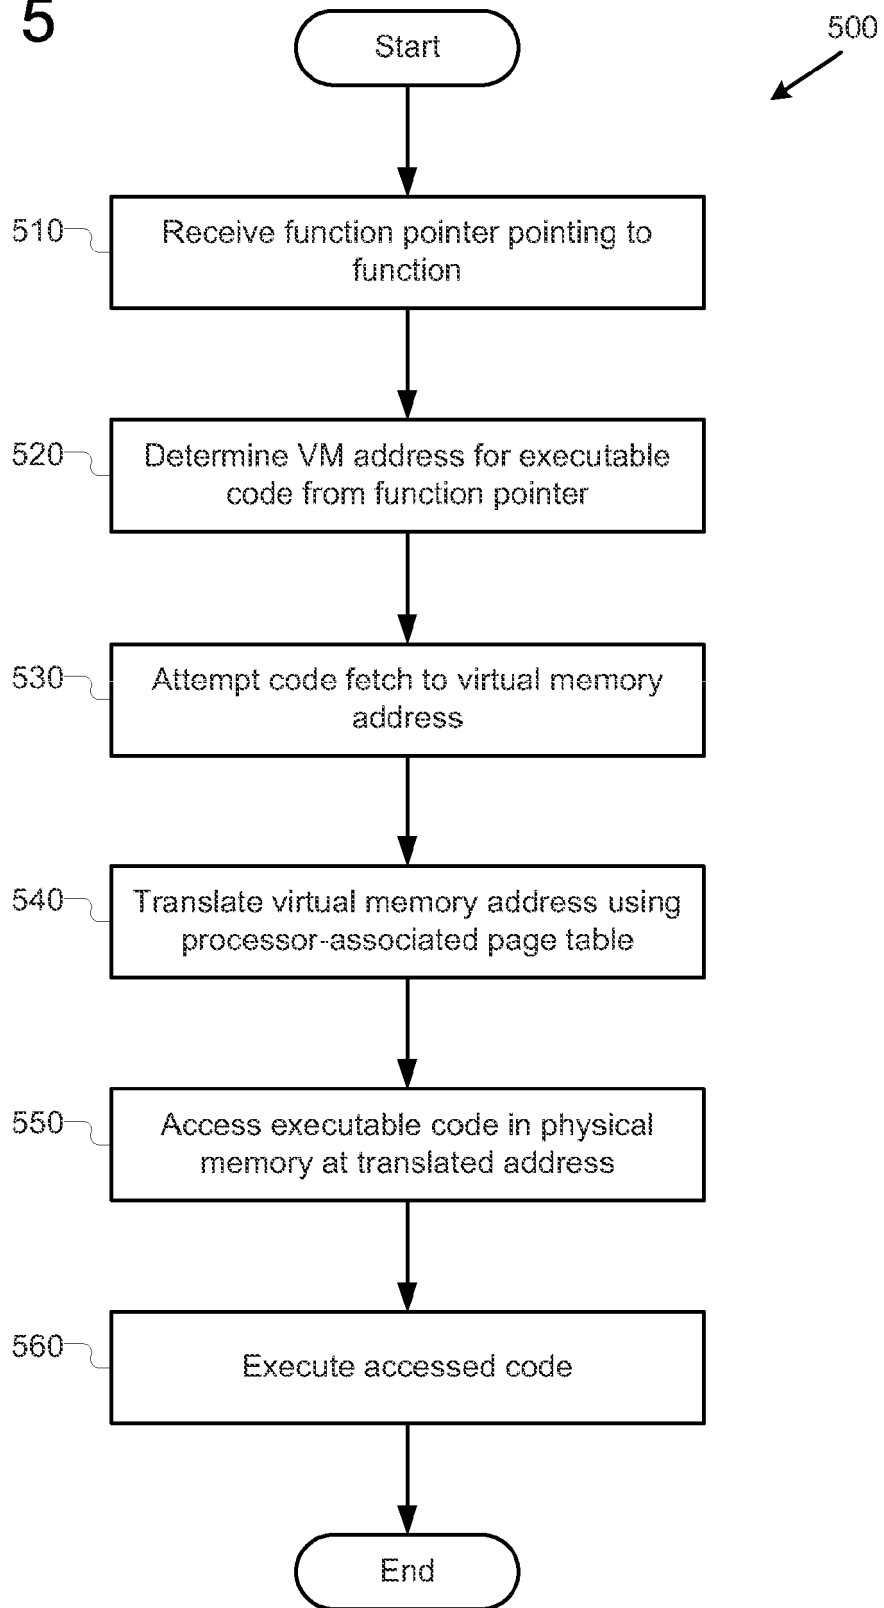 5
500
Start
510
Receive function pointer pointing to
function
520
Determine VM address for executable
code from function pointer
530
Attempt code fetch to virtual memory
address
540
Translate virtual memory address using
processor-associated page table
550
Access executable code in physical
memory at translated address
560
Execute accessed code
End